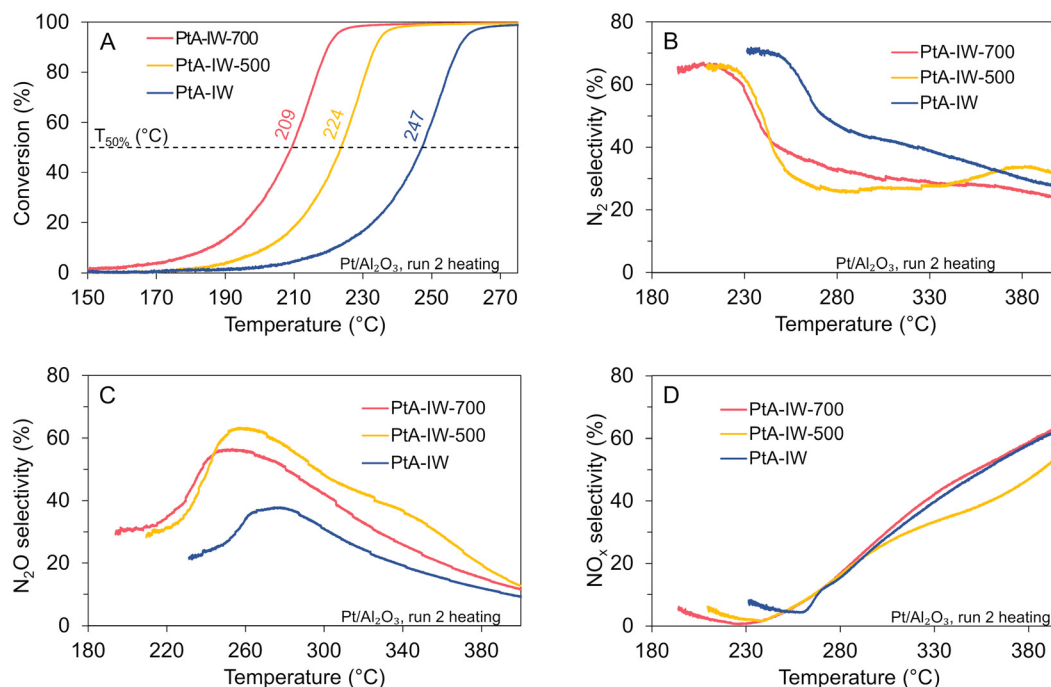 A
PtA-IW-700
PtA-IW-500
PtA-IW
T50% (°C)
209
224
247
Pt/Al₂O₃, run 2 heating
Conversion (%)
100
80
60
40
20
0
150 170 190 210 230 250 270
Temperature (°C)
B
PtA-IW-700
PtA-IW-500
PtA-IW
Pt/Al₂O₃, run 2 heating
N₂ selectivity (%)
80
60
40
20
0
180 230 280 330 380
Temperature (°C)
C
PtA-IW-700
PtA-IW-500
PtA-IW
Pt/Al₂O₃, run 2 heating
N₂O selectivity (%)
80
60
40
20
0
180 220 260 300 340 380
Temperature (°C)
D
PtA-IW-700
PtA-IW-500
PtA-IW
Pt/Al₂O₃, run 2 heating
NOₓ selectivity (%)
80
60
40
20
0
180 230 280 330 380
Temperature (°C)